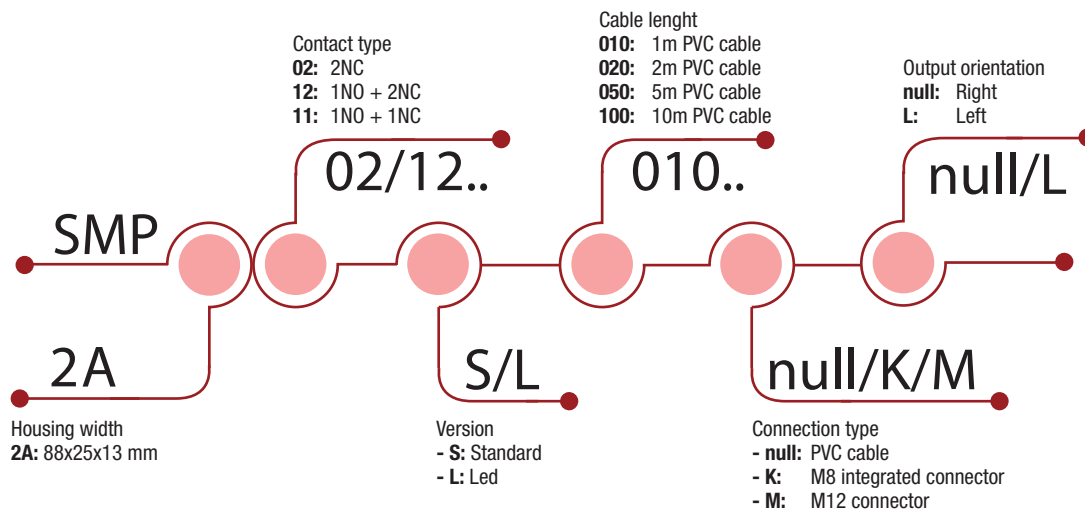 Contact type
02: 2NC
12: 1NO + 2NC
11: 1NO + 1NC
Cable lenght
010: 1m PVC cable
020: 2m PVC cable
050: 5m PVC cable
100: 10m PVC cable
Output orientation
null: Right
L: Left
02/12..
010..
null/L
SMP
2A
S/L
null/K/M
Housing width
2A: 88x25x13 mm
Version
- S: Standard
- L: Led
Connection type
- null: PVC cable
- K: M8 integrated connector
- M: M12 connector